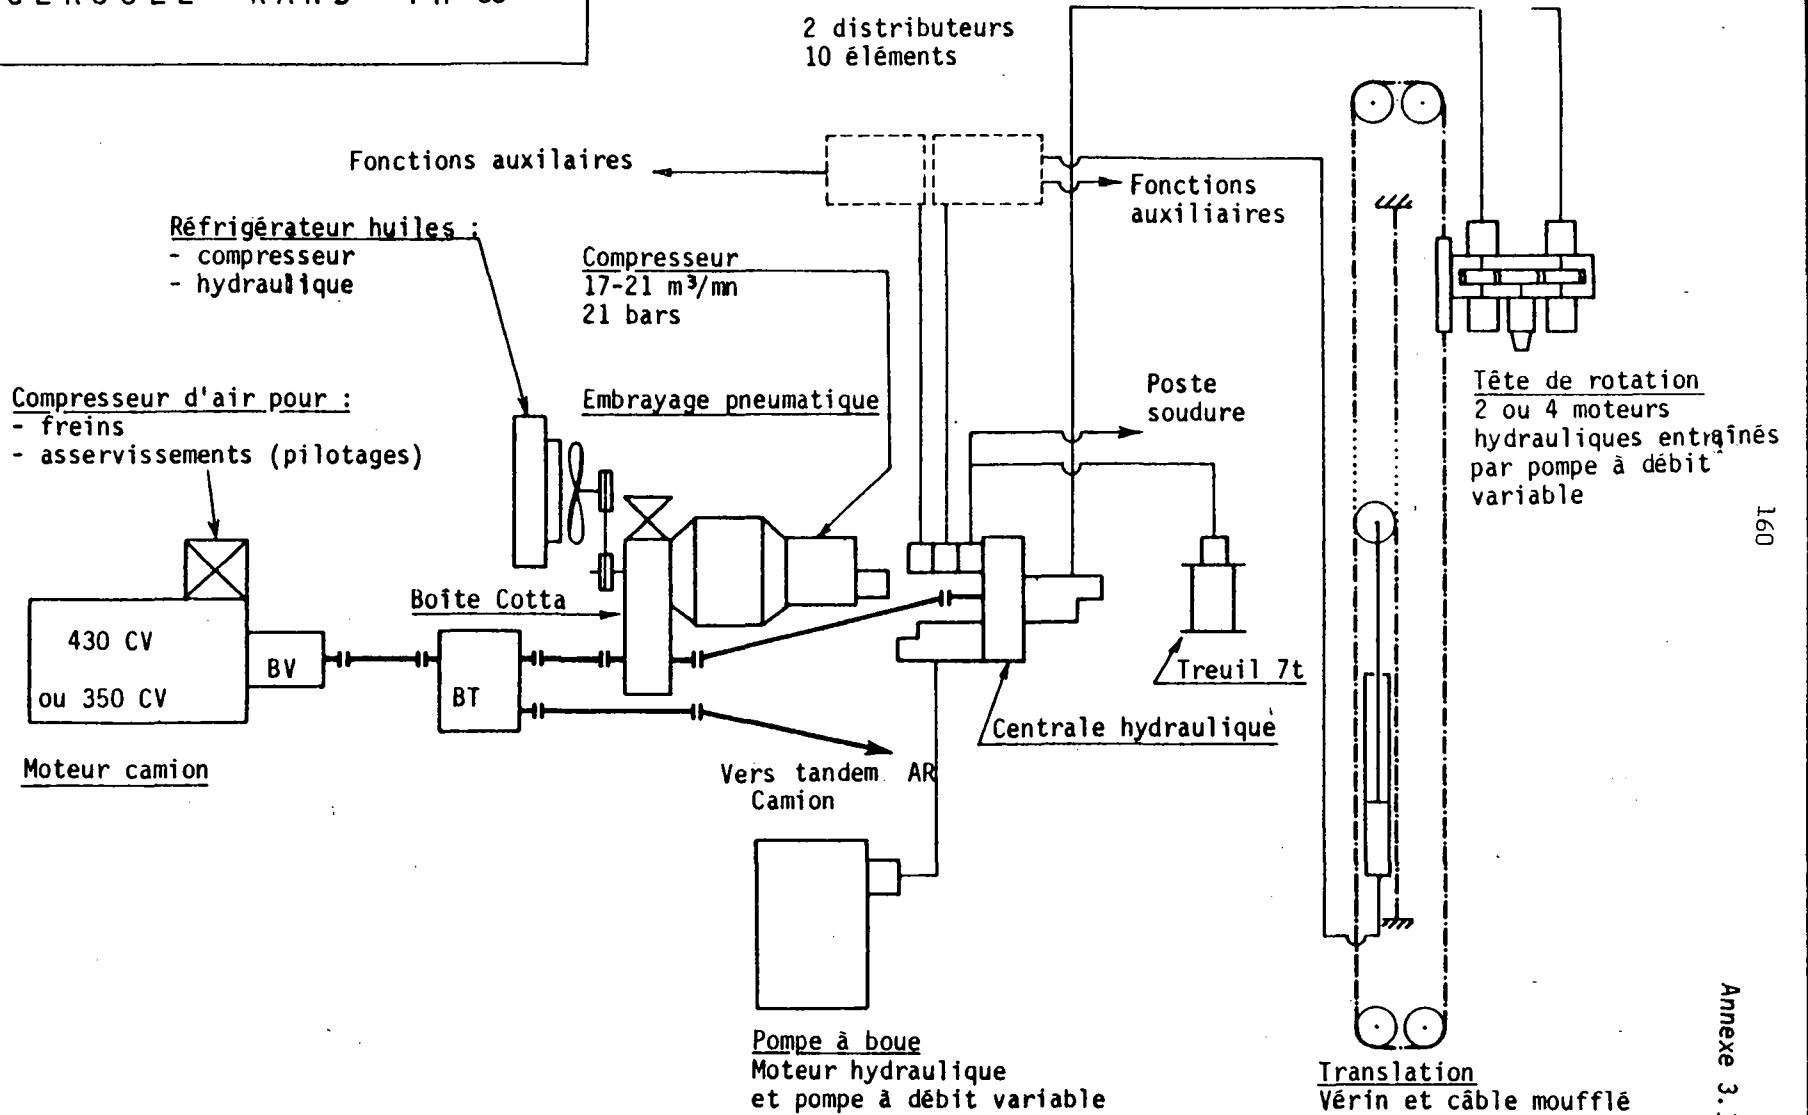 2 distributeurs
10 éléments
Fonctions auxilaires
Fonctions
auxiliaires
Réfrigérateur huiles :
- compresseur
- hydraulique
Compresseur
17-21 m³/mn
21 bars
Compresseur d'air pour :
- freins
- asservissements (pilotages)
Embrayage pneumatique
Poste
soudure
Tête de rotation
2 ou 4 moteurs
hydrauliques entraînés
par pompe à débit
variable
160
Boîte Cotta
430 CV
ou 350 CV
BV
BT
Treuil 7t
Centrale hydraulique
Moteur camion
Vers tandem AR
Camion
Pompe à boue
Moteur hydraulique
et pompe à débit variable
Translation
Vérin et câble moufflé
Annexe 3.